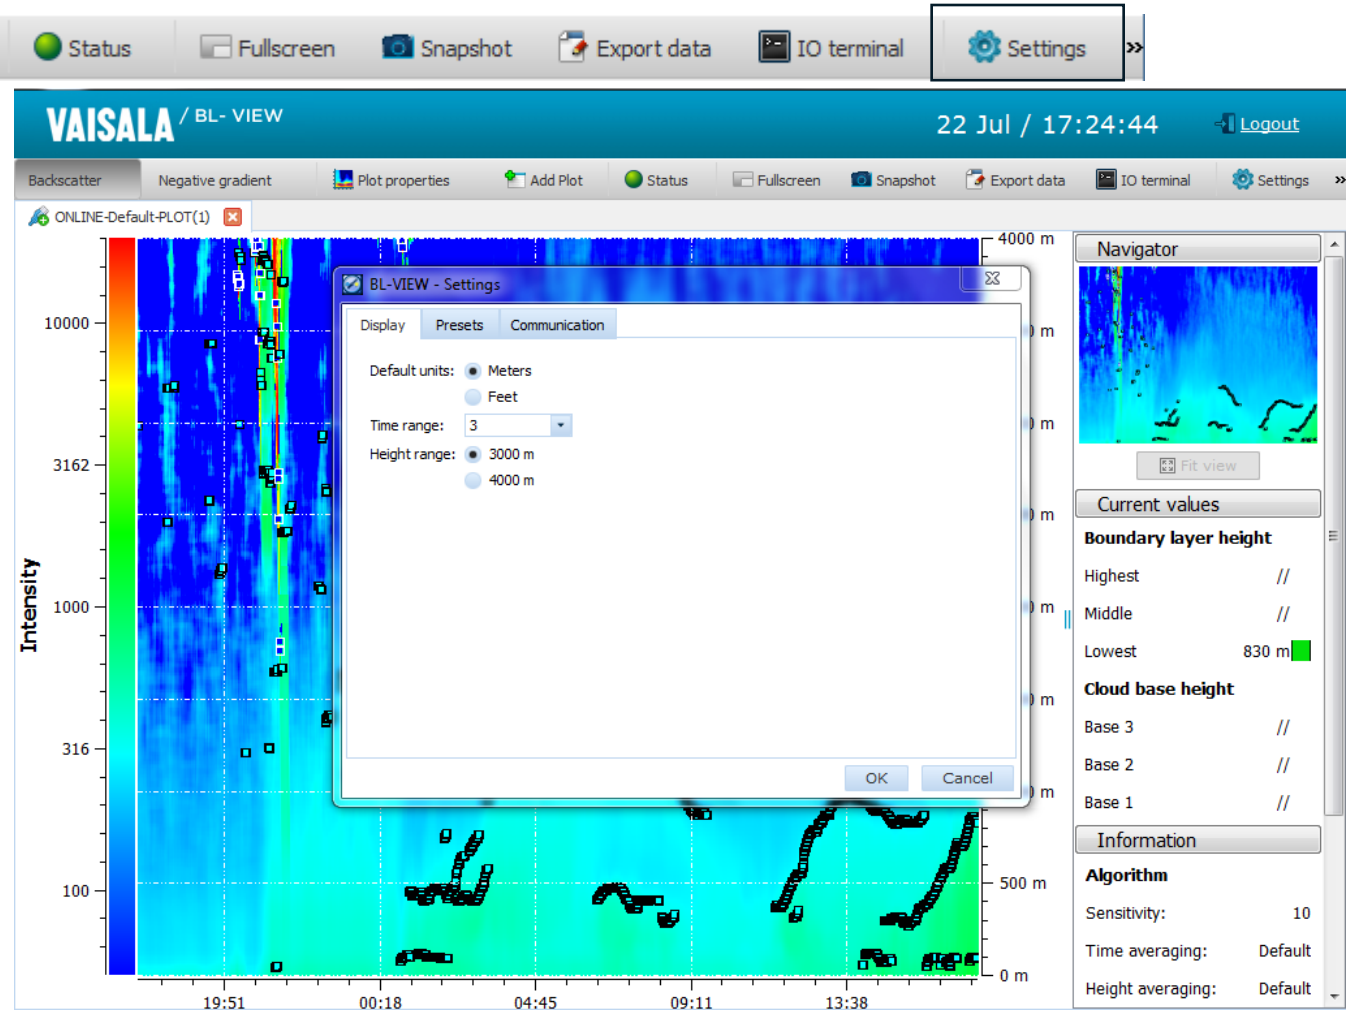 Status Fullscreen Snapshot Export data IO terminal Settings »
VAISALA / BL- VIEW 22 Jul / 17:24:44 Logout
Backscatter Negative gradient Plot properties Add Plot Status Fullscreen Snapshot Export data IO terminal Settings »
ONLINE-Default-PLOT(1)
Intensity
10000
3162
1000
316
100
4000 m
m
m
m
m
m
m
500 m
0 m
19:51 00:18 04:45 09:11 13:38
BL-VIEW - Settings
Display Presets Communication
Default units: Meters
Feet
Time range: 3
Height range: 3000 m
4000 m
OK Cancel
Navigator
Fit view
Current values
Boundary layer height
Highest //
Middle //
Lowest 830 m
Cloud base height
Base 3 //
Base 2 //
Base 1 //
Information
Algorithm
Sensitivity: 10
Time averaging: Default
Height averaging: Default